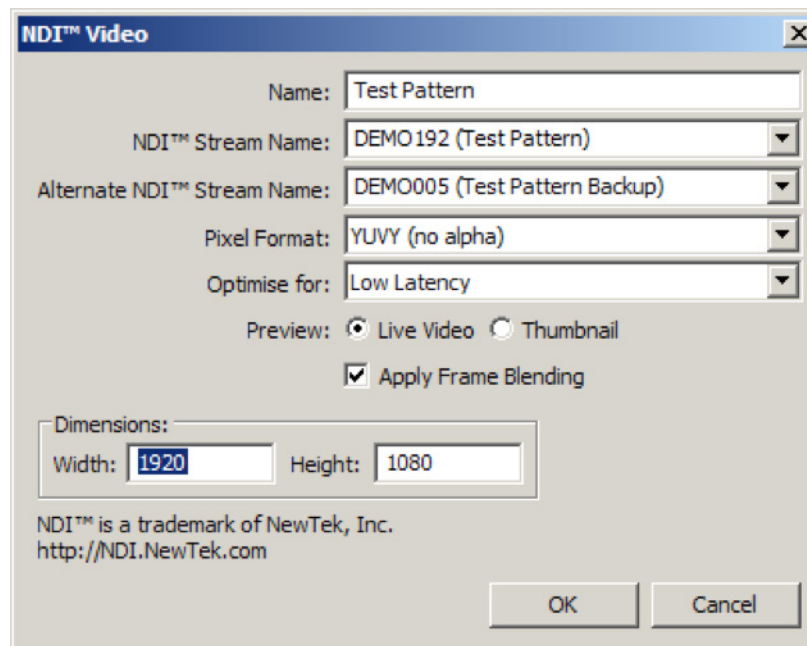 NDI™ Video
Name: Test Pattern
NDI™ Stream Name: DEMO192 (Test Pattern)
Alternate NDI™ Stream Name: DEMO005 (Test Pattern Backup)
Pixel Format: YUVY (no alpha)
Optimise for: Low Latency
Preview: Live Video Thumbnail
Apply Frame Blending
Dimensions:
Width: 1920 Height: 1080
NDI™ is a trademark of NewTek, Inc.
http://NDI.NewTek.com
OK Cancel